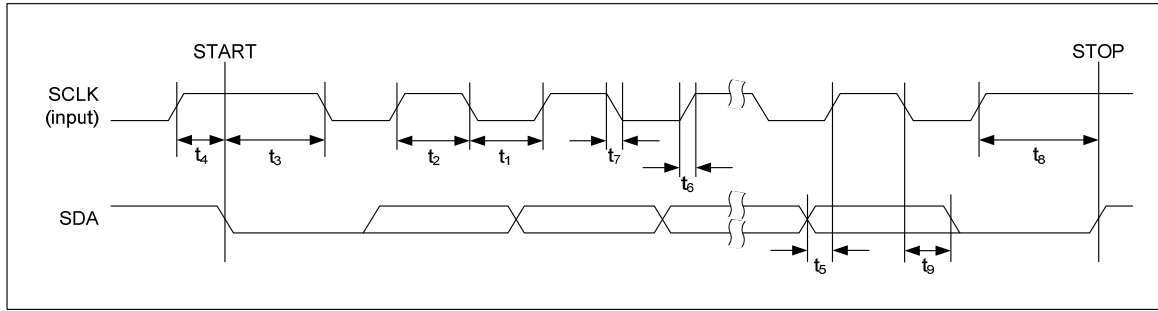 START
STOP
SCLK
(input)
t4 t3 t2 t1 t7 t6 t8
SDA
t5 t9